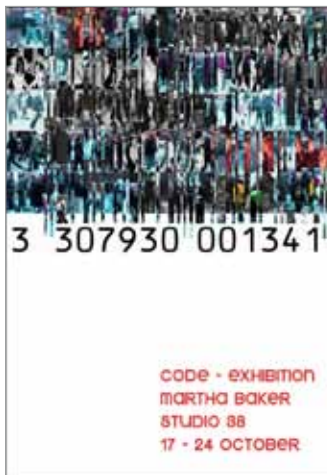 3 307930 001341
CODE - EXHIBITION
MARTHA BAKER
STUDIO 38
17 - 24 OCTOBER